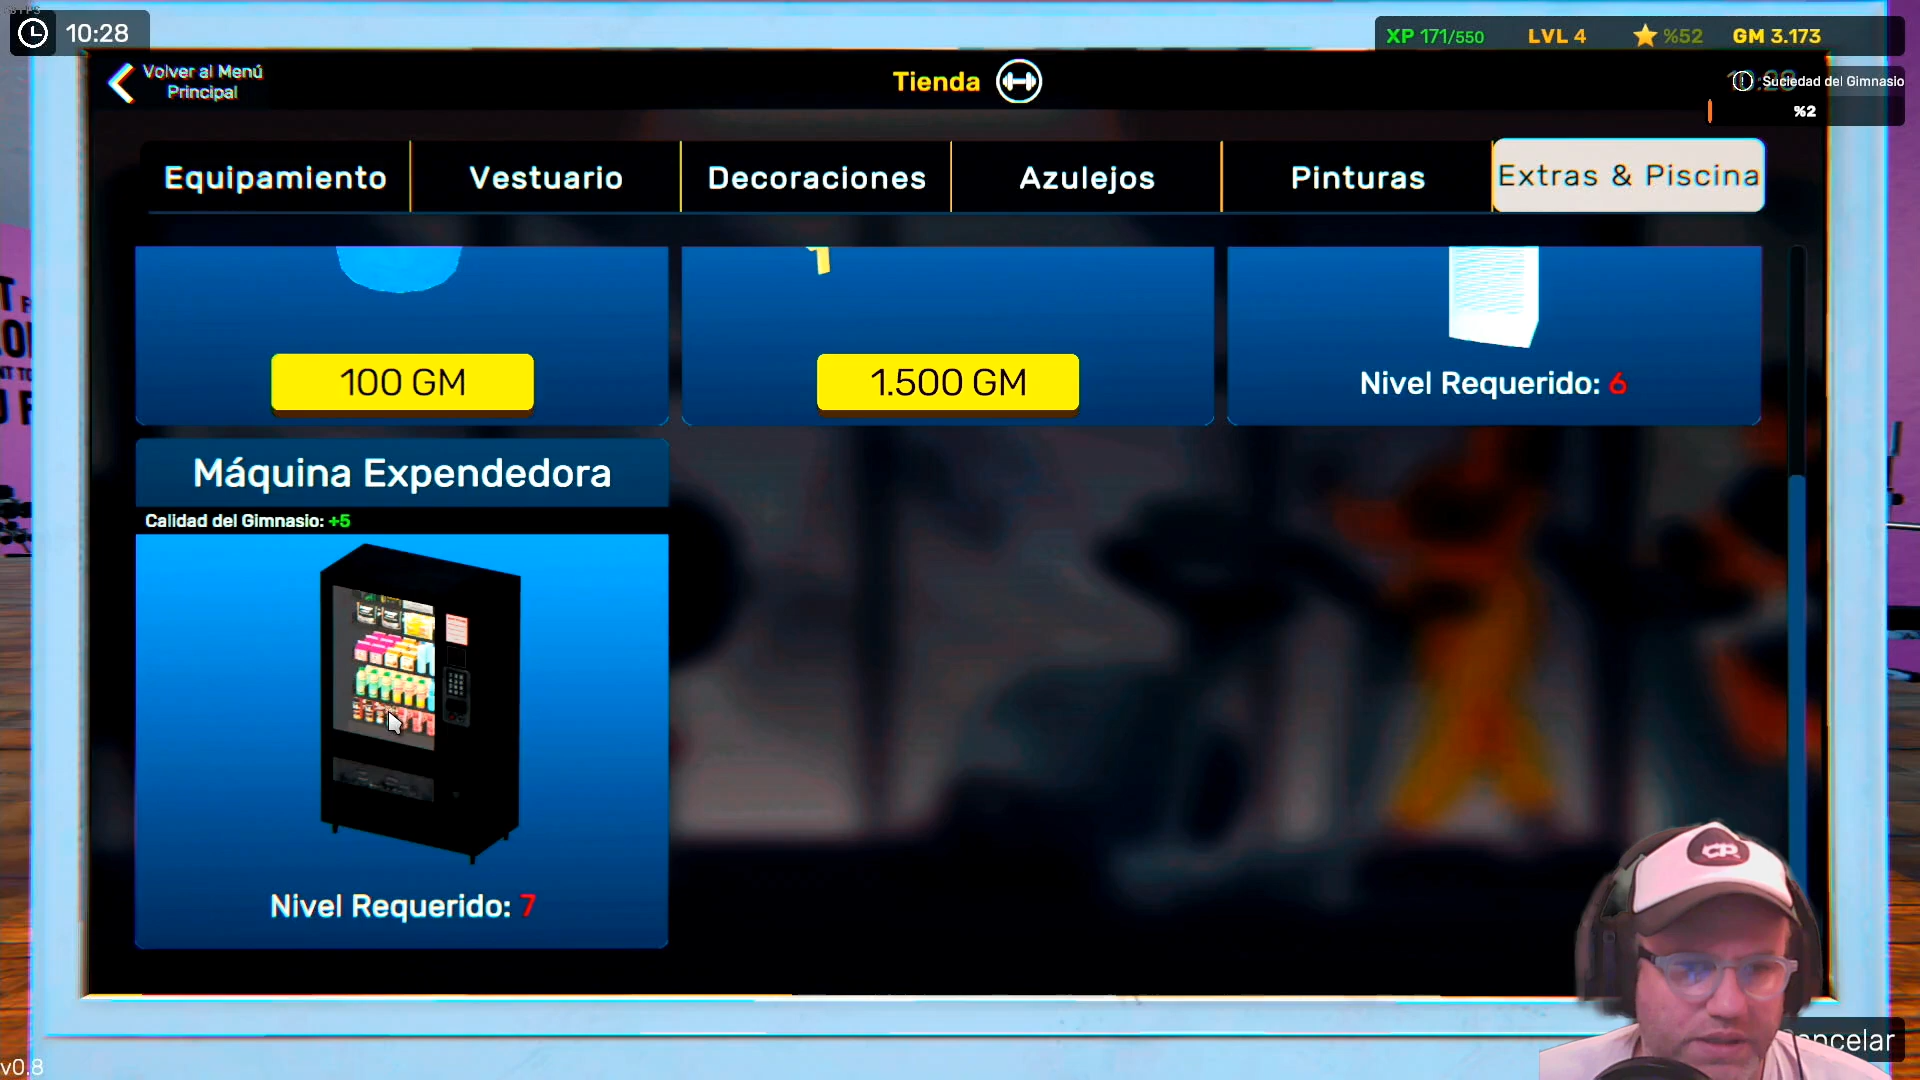 10:28
XP 171/550
LVL 4
%52
GM 3.173
Volver al Menú
Principal
Tienda
Suciedad del Gimnasio
%2
Equipamiento
Vestuario
Decoraciones
Azulejos
Pinturas
Extras & Piscina
100 GM
1.500 GM
Nivel Requerido: 6
Máquina Expendedora
Calidad del Gimnasio: +5
Nivel Requerido: 7
v0.8